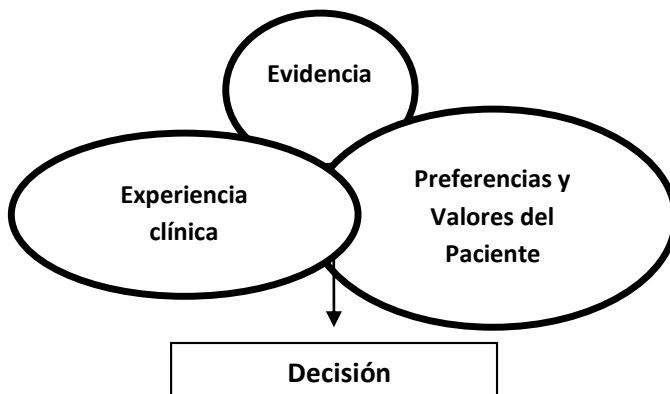 Evidencia
Experiencia
clínica
Preferencias y
Valores del
Paciente
Decisión